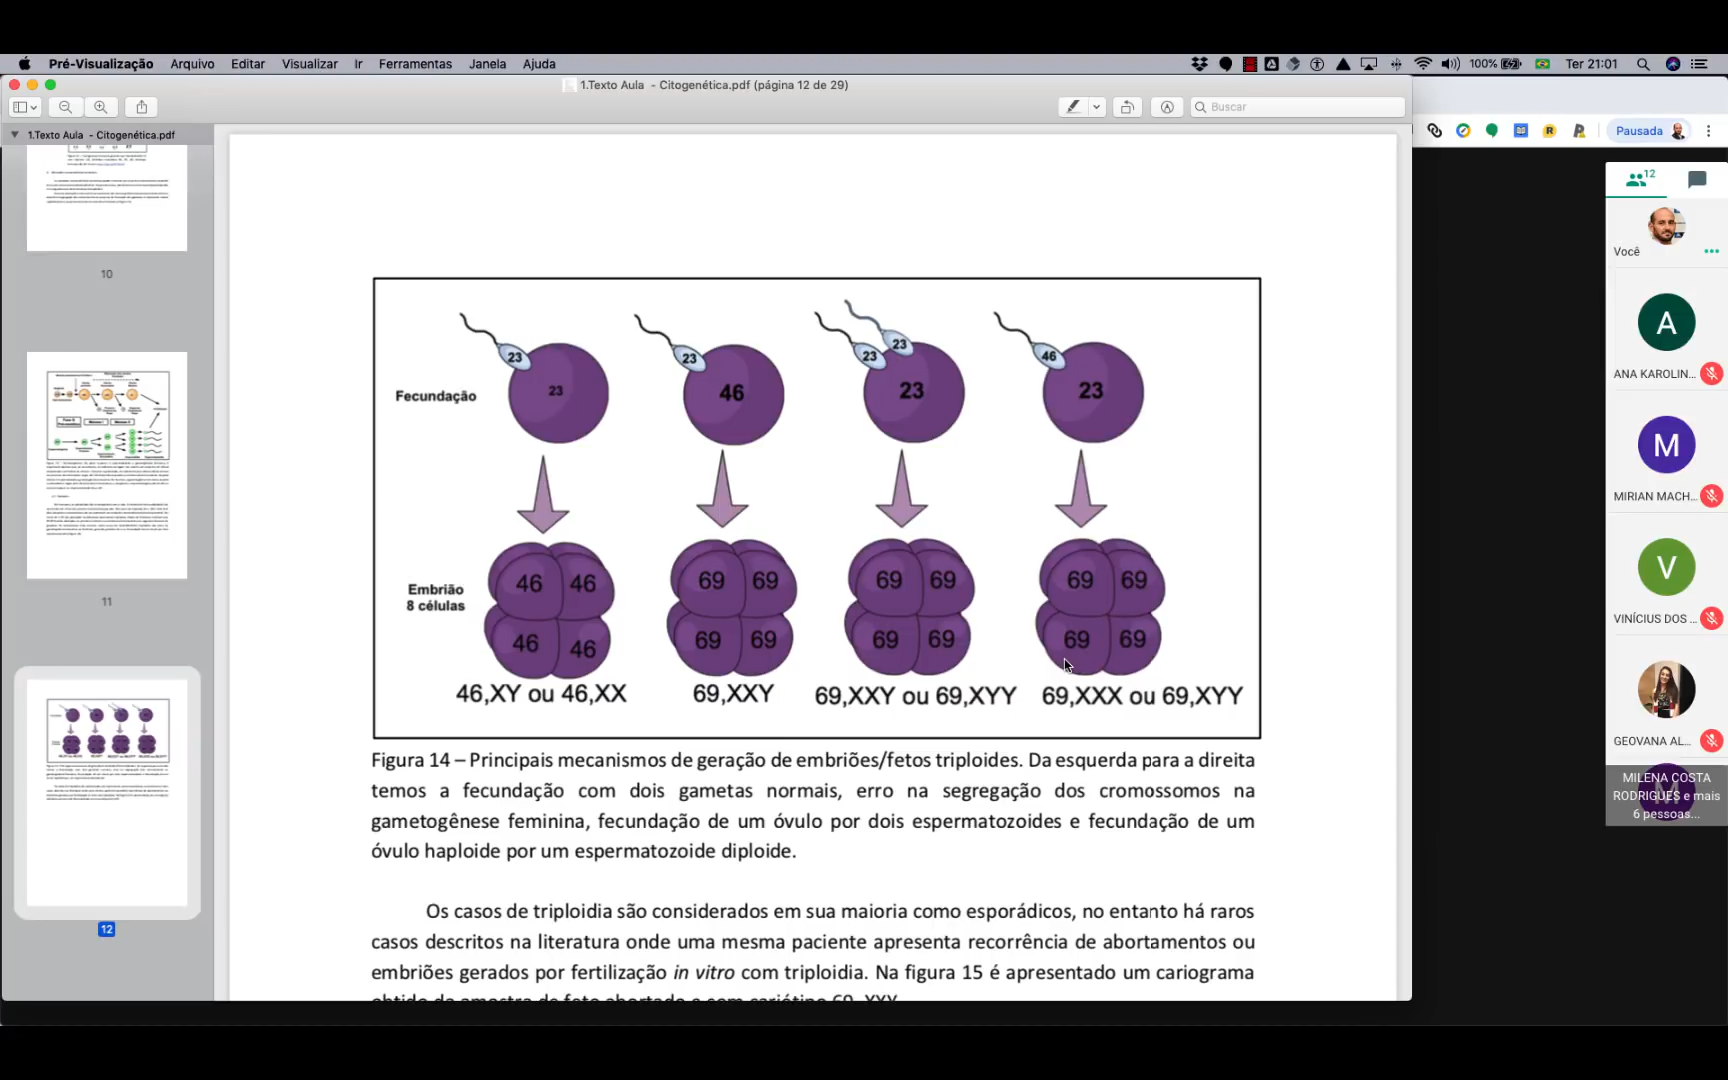 Pré-Visualização Arquivo Editar Visualizar Ir Ferramentas Janela Ajuda
100% Ter 21:01
1.Texto Aula - Citogenética.pdf (página 12 de 29)
Buscar
1.Texto Aula - Citogenética.pdf
Pausada
10
11
12
Fecundação
23 23
23 46
23 23 23
46 23
Embrião
8 células
46 46
46 46
69 69
69 69
69 69
69 69
69 69
69 69
46,XY ou 46,XX
69,XXY
69,XXY ou 69,XYY
69,XXX ou 69,XYY
Figura 14 – Principais mecanismos de geração de embriões/fetos triploides. Da esquerda para a direita
temos a fecundação com dois gametas normais, erro na segregação dos cromossomos na
gametogênese feminina, fecundação de um óvulo por dois espermatozoides e fecundação de um
óvulo haploide por um espermatozoide diploide.
Os casos de triploidia são considerados em sua maioria como esporádicos, no entanto há raros
casos descritos na literatura onde uma mesma paciente apresenta recorrência de abortamentos ou
embriões gerados por fertilização in vitro com triploidia. Na figura 15 é apresentado um cariograma
12
Você
A
ANA KAROLIN...
M
MIRIAN MACH...
V
VINÍCIUS DOS ...
GEOVANA AL...
MILENA COSTA
RODRIGUES e mais
6 pessoas...